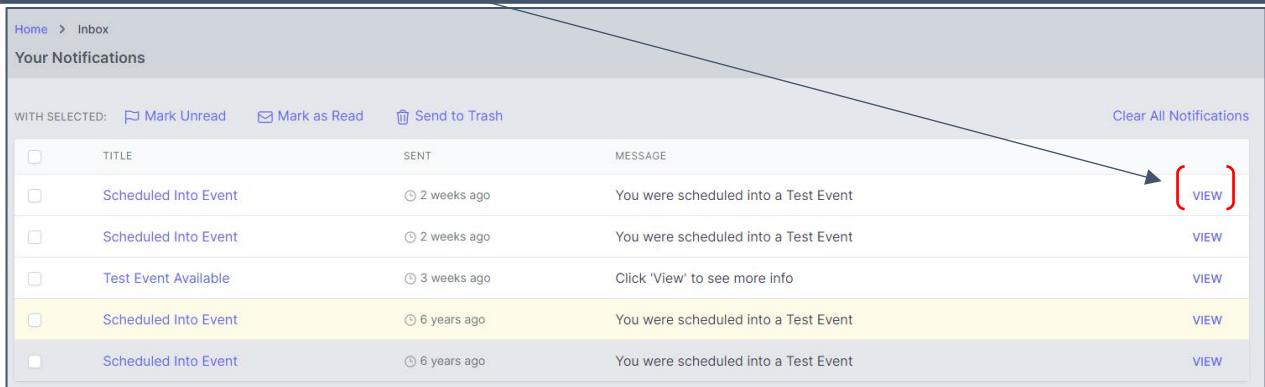 Home > Inbox
Your Notifications
WITH SELECTED: Mark Unread Mark as Read Send to Trash Clear All Notifications
TITLE SENT MESSAGE
Scheduled Into Event 2 weeks ago You were scheduled into a Test Event VIEW
Scheduled Into Event 2 weeks ago You were scheduled into a Test Event VIEW
Test Event Available 3 weeks ago Click 'View' to see more info VIEW
Scheduled Into Event 6 years ago You were scheduled into a Test Event VIEW
Scheduled Into Event 6 years ago You were scheduled into a Test Event VIEW